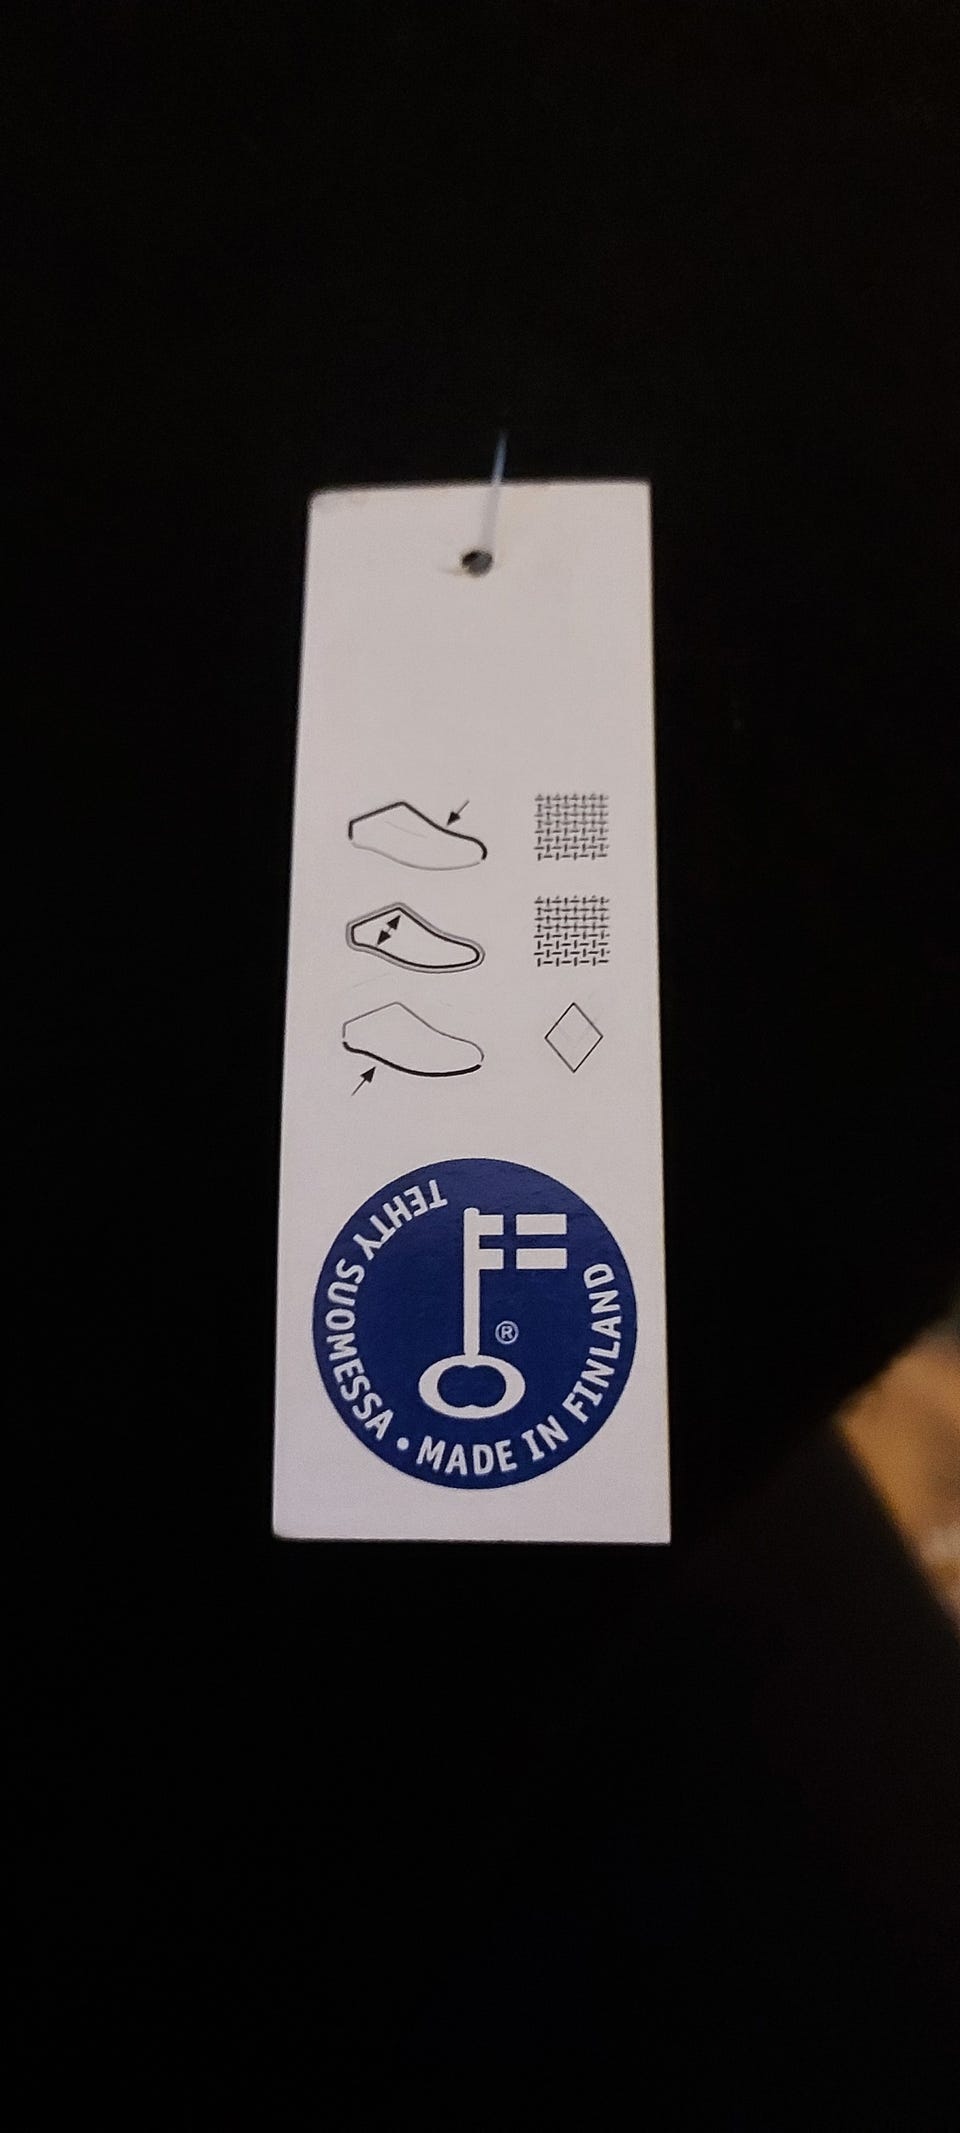 TEHTY SUOMESSA • MADE IN FINLAND
®